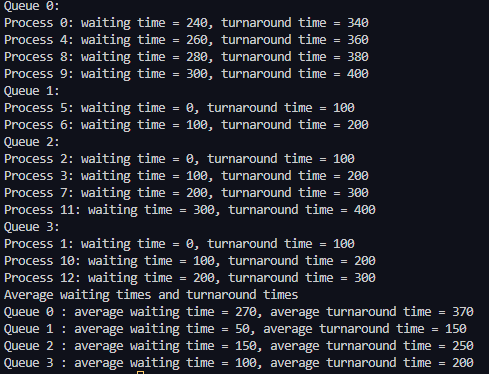 Queue 0:
Process 0: waiting time = 240, turnaround time = 340
Process 4: waiting time = 260, turnaround time = 360
Process 8: waiting time = 280, turnaround time = 380
Process 9: waiting time = 300, turnaround time = 400
Queue 1:
Process 5: waiting time = 0, turnaround time = 100
Process 6: waiting time = 100, turnaround time = 200
Queue 2:
Process 2: waiting time = 0, turnaround time = 100
Process 3: waiting time = 100, turnaround time = 200
Process 7: waiting time = 200, turnaround time = 300
Process 11: waiting time = 300, turnaround time = 400
Queue 3:
Process 1: waiting time = 0, turnaround time = 100
Process 10: waiting time = 100, turnaround time = 200
Process 12: waiting time = 200, turnaround time = 300
Average waiting times and turnaround times
Queue 0 : average waiting time = 270, average turnaround time = 370
Queue 1 : average waiting time = 50, average turnaround time = 150
Queue 2 : average waiting time = 150, average turnaround time = 250
Queue 3 : average waiting time = 100, average turnaround time = 200